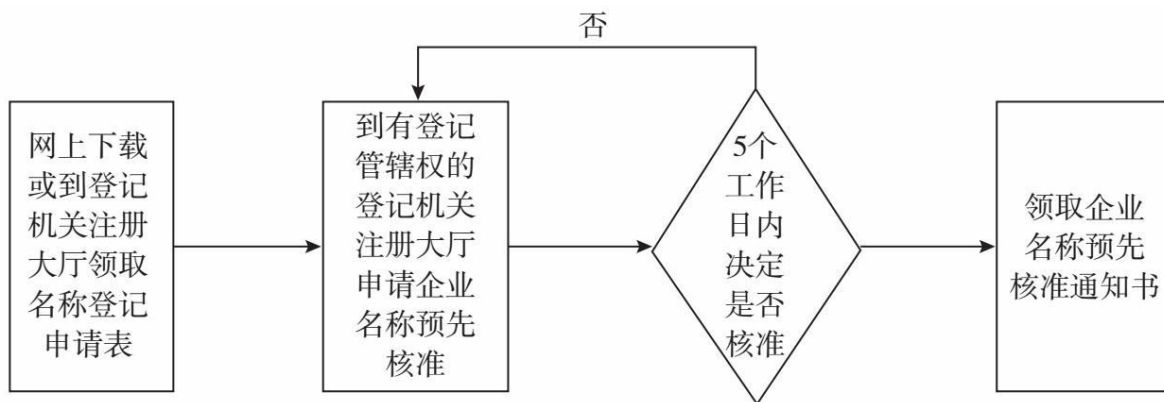 否
网上下载
或到登记
机关注册
大厅领取
名称登记
申请表
到有登记
管辖权的
登记机关
注册大厅
申请企业
名称预先
核准
5个
工作
日内
决定
是否
核准
领取企业
名称预先
核准通知书